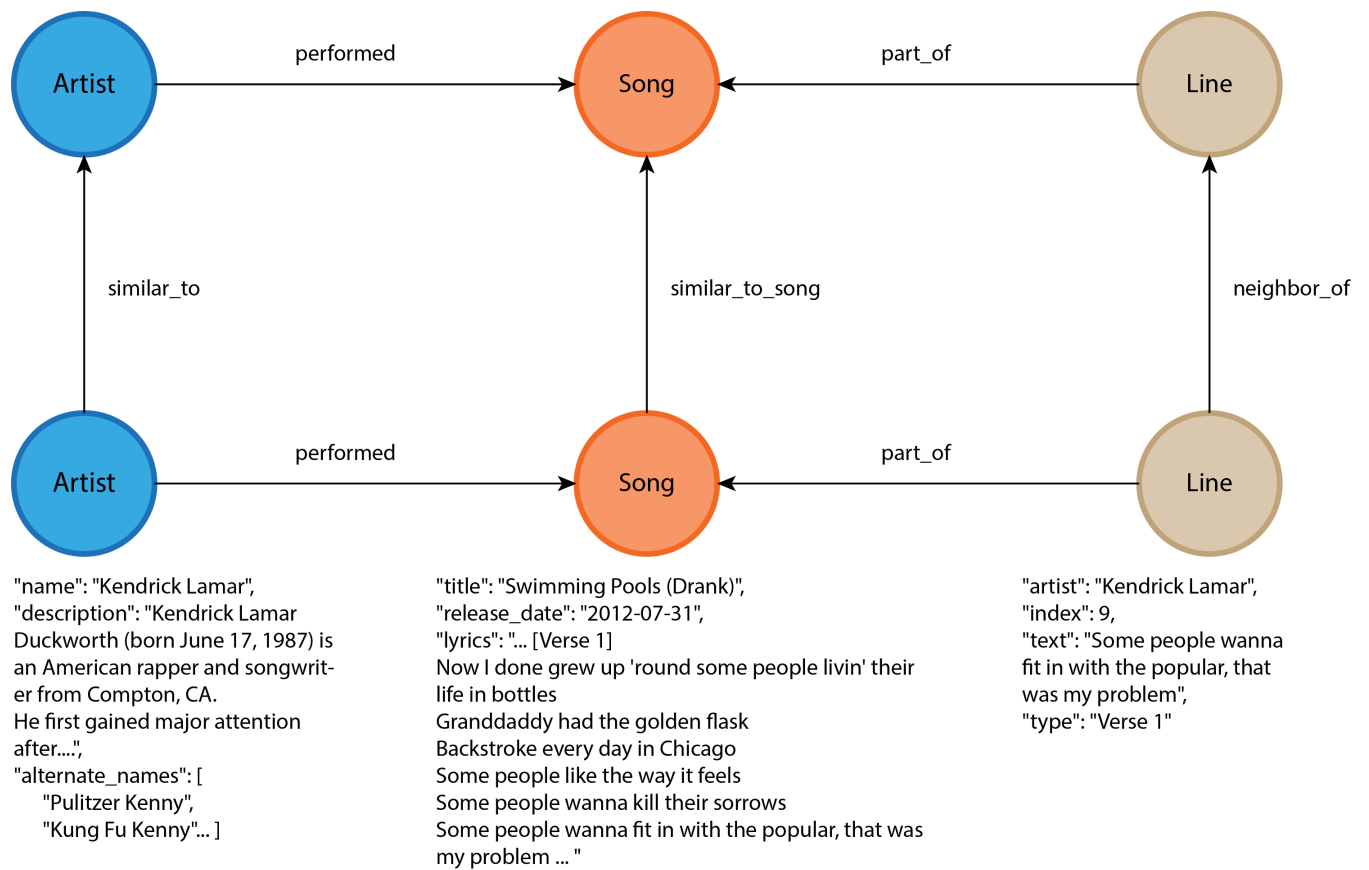 Artist
performed
Song
part_of
Line
similar_to
similar_to_song
neighbor_of
Artist
performed
Song
part_of
Line
"name": "Kendrick Lamar",
"description": "Kendrick Lamar
Duckworth (born June 17, 1987) is
an American rapper and songwrit-
er from Compton, CA.
He first gained major attention
after....",
"alternate_names": [
"Pulitzer Kenny",
"Kung Fu Kenny"... ]
"title": "Swimming Pools (Drank)",
"release_date": "2012-07-31",
"lyrics": "... [Verse 1]
Now I done grew up 'round some people livin' their
life in bottles
Granddaddy had the golden flask
Backstroke every day in Chicago
Some people like the way it feels
Some people wanna kill their sorrows
Some people wanna fit in with the popular, that was
my problem ... "
"artist": "Kendrick Lamar",
"index": 9,
"text": "Some people wanna
fit in with the popular, that
was my problem",
"type": "Verse 1"